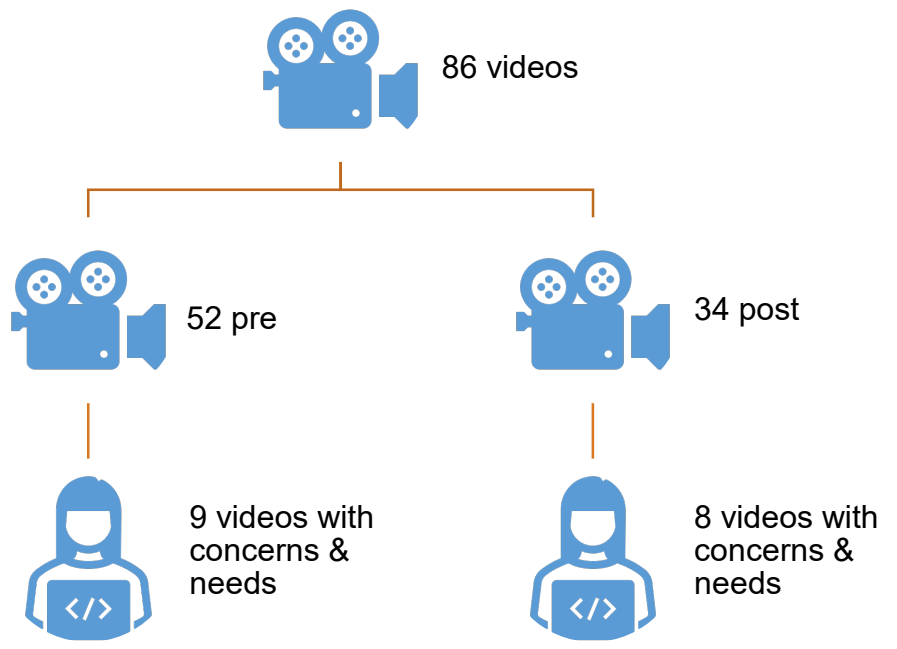 86 videos
52 pre
34 post
9 videos with
concerns &
needs
8 videos with
concerns &
needs
</>
</>